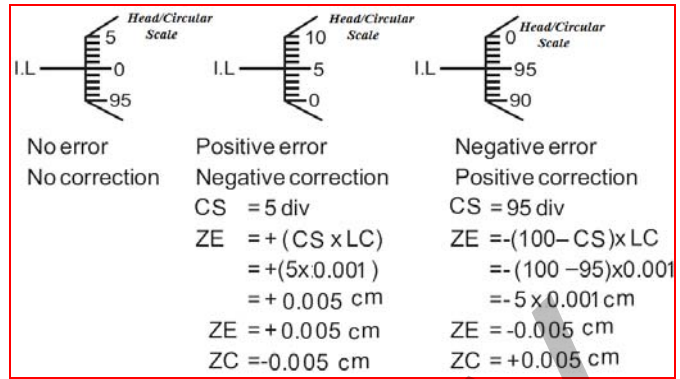 Head/Circular
Scale
5
I.L
0
95
No error
No correction
Head/Circular
Scale
10
I.L
5
0
Positive error
Negative correction
CS = 5 div
ZE = + (CS x LC)
= +(5x0.001)
= + 0.005 cm
ZE = + 0.005 cm
ZC =-0.005 cm
Head/Circular
Scale
0
I.L
95
90
Negative error
Positive correction
CS = 95 div
ZE =-(100–CS)x LC
=- (100 –95)x0.001
=- 5 x 0.001 cm
ZE = -0.005 cm
ZC = +0.005 cm